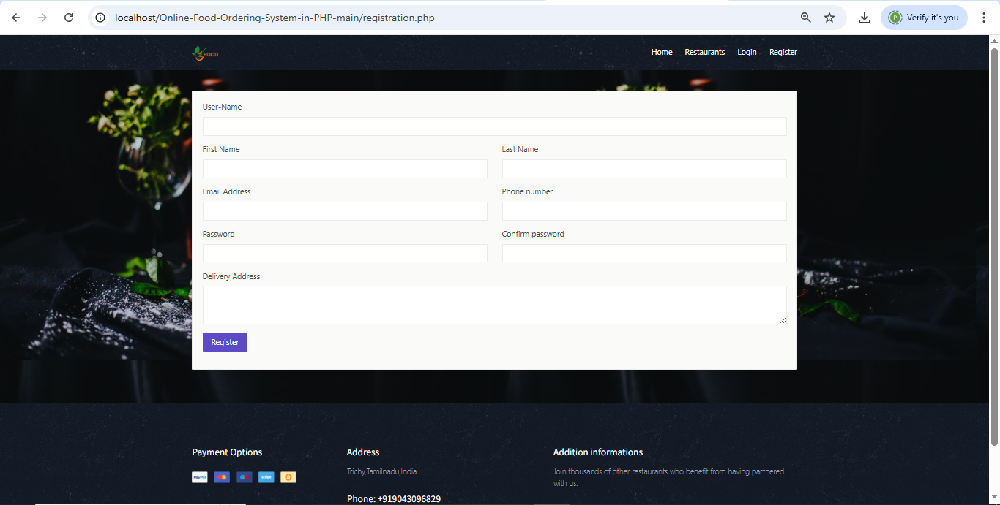 localhost/Online-Food-Ordering-System-in-PHP-main/registration.php
P
Verify it's you
FOOD
Home Restaurants Login Register
User-Name
First Name Last Name
Email Address Phone number
Password Confirm password
Delivery Address
Register
Payment Options Address Addition informations
PayPal stripe Trichy,Tamilnadu,India. Join thousands of other restaurants who benefit from having partnered
with us.
Phone: +919043096829